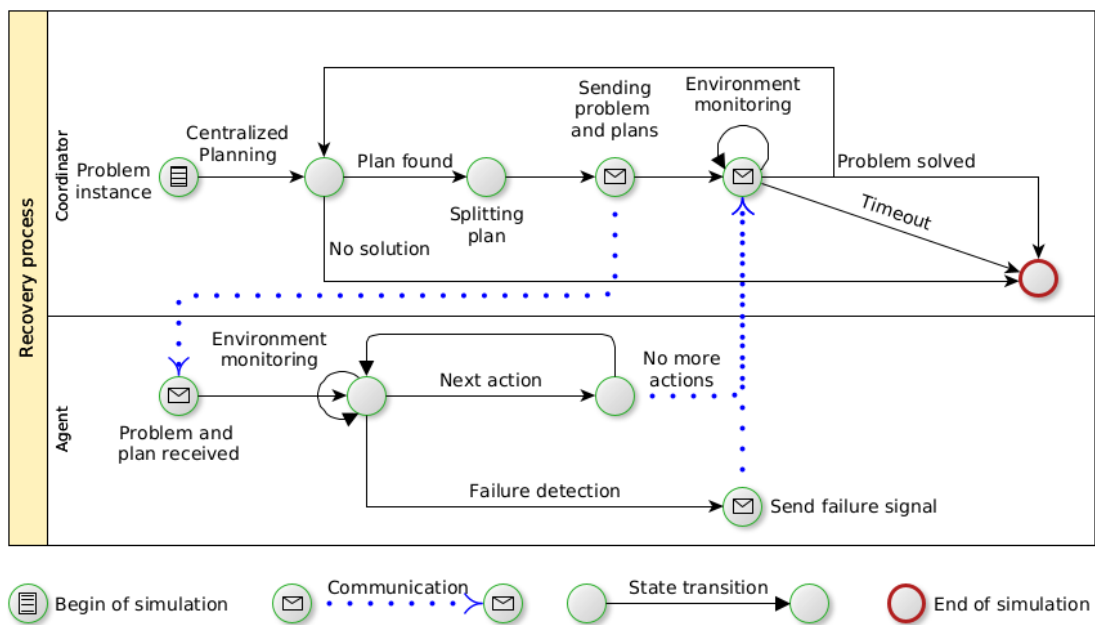 Recovery process
Coordinator
Problem
instance
Centralized
Planning
Plan found
Splitting
plan
Sending
problem
and plans
Environment
monitoring
Problem solved
Timeout
No solution
Agent
Environment
monitoring
Problem and
plan received
Next action
No more
actions
Failure detection
Send failure signal
Begin of simulation
Communication
State transition
End of simulation